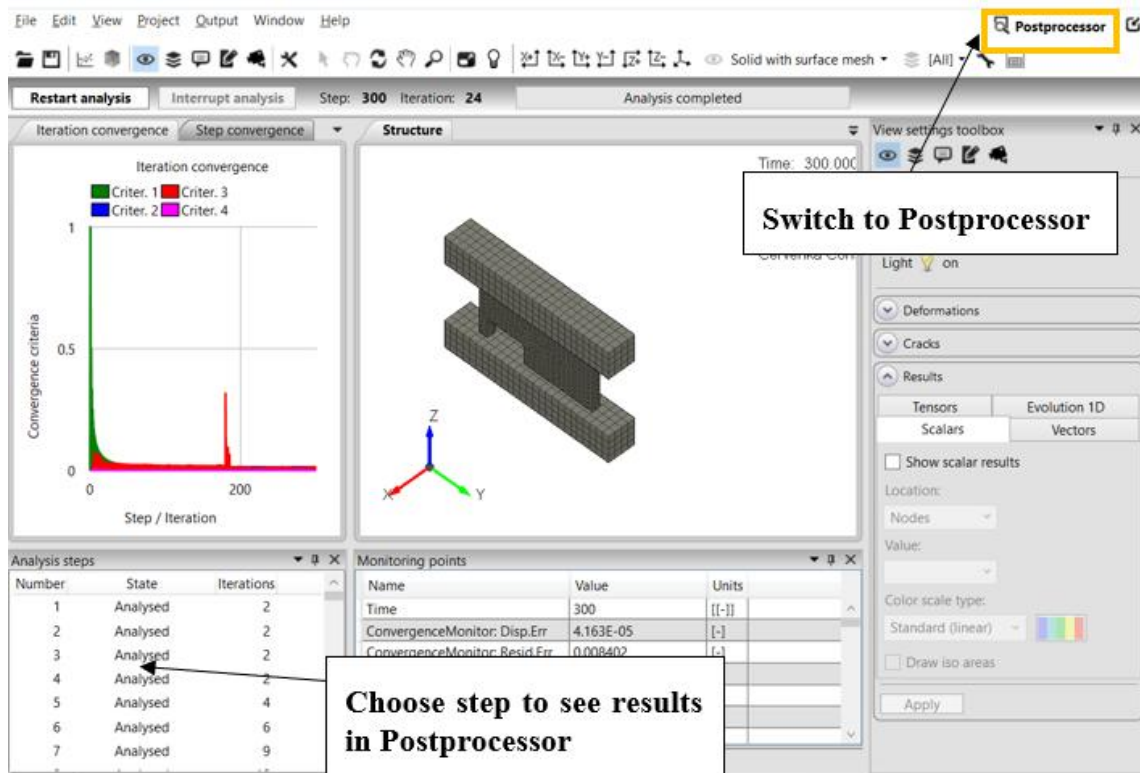 File Edit View Project Output Window Help
Postprocessor
Solid with surface mesh [All]
Restart analysis Interrupt analysis Step: 300 Iteration: 24 Analysis completed
Iteration convergence Step convergence
Iteration convergence
Criter. 1 Criter. 3
Criter. 2 Criter. 4
1
0.5
0
0 200
Convergence criteria
Step / Iteration
Structure
Time: 300.000
Z
X Y
View settings toolbox
Switch to Postprocessor
Light on
Deformations
Cracks
Results
Tensors Evolution 1D
Scalars Vectors
Show scalar results
Location:
Nodes
Value:
Color scale type:
Standard (linear)
Draw iso areas
Apply
Analysis steps
Number State Iterations
1 Analysed 2
2 Analysed 2
3 Analysed 2
4 Analysed 2
5 Analysed 4
6 Analysed 6
7 Analysed 9
Monitoring points
Name Value Units
Time 300 [[-]]
ConvergenceMonitor: Disp.Err 4.163E-05 [-]
ConvergenceMonitor: Resid.Err 0.008402 [-]
Choose step to see results
in Postprocessor